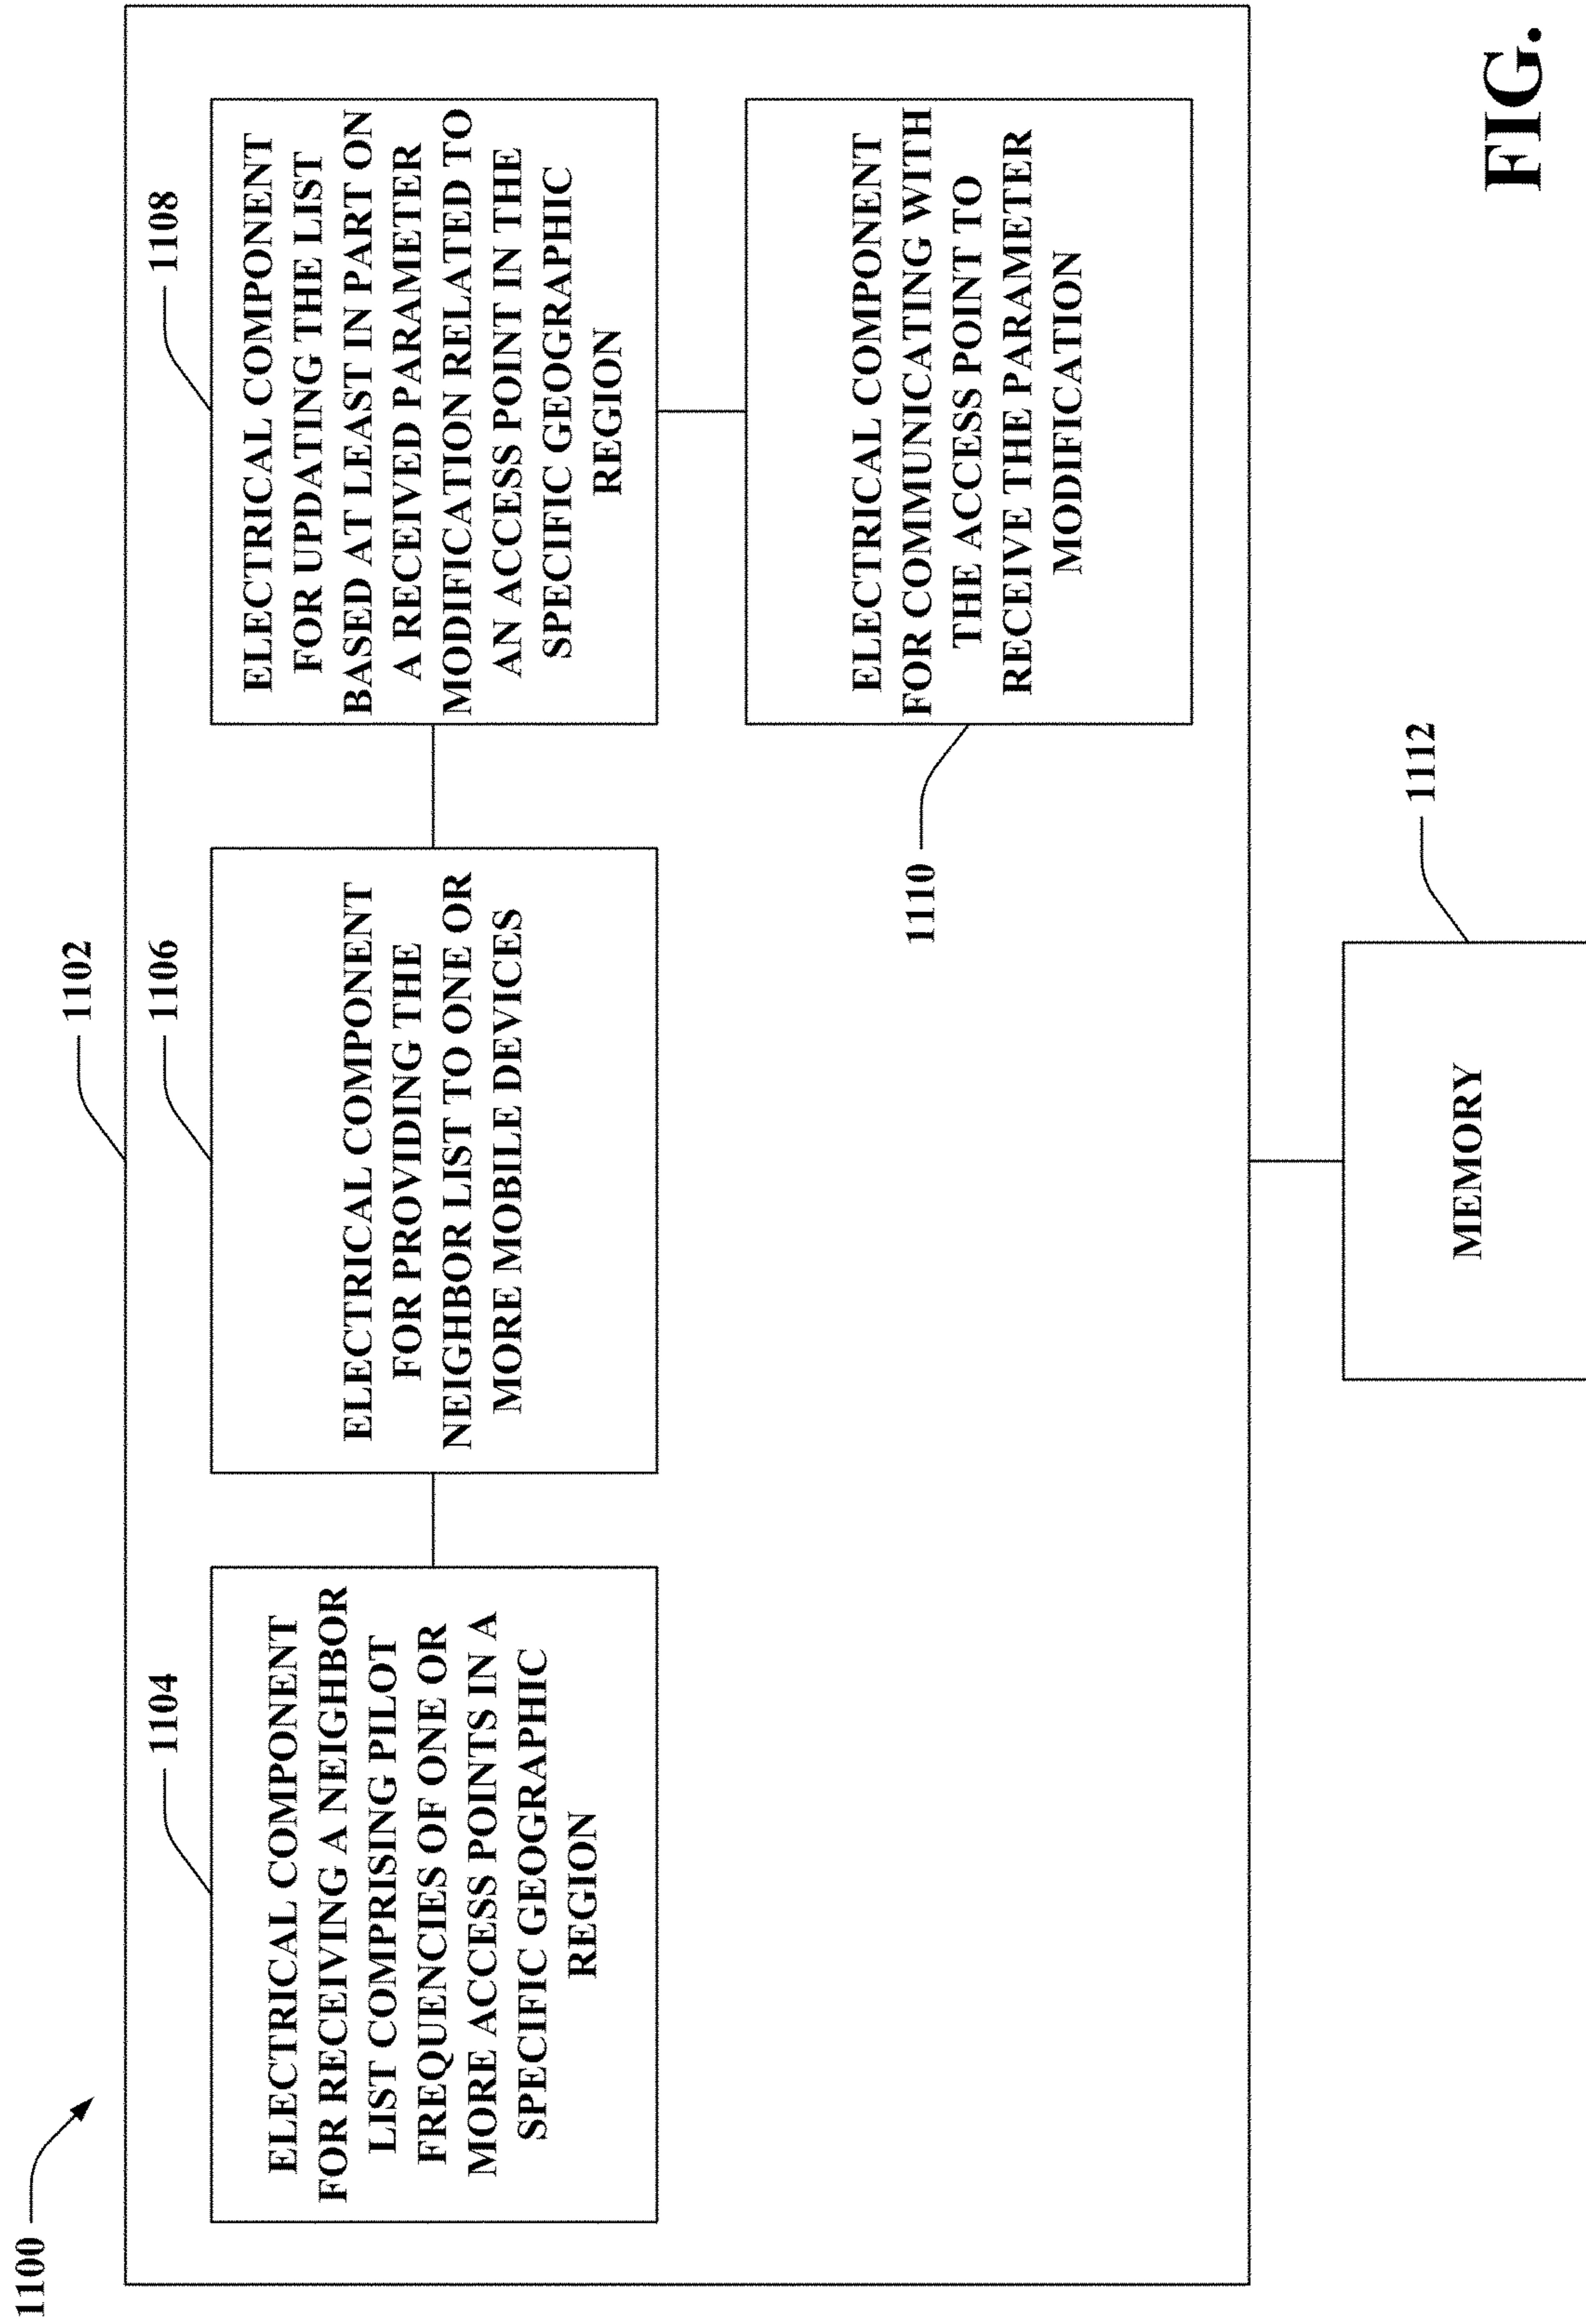 1100
1102
1104
ELECTRICAL COMPONENT
FOR RECEIVING A NEIGHBOR
LIST COMPRISING PILOT
FREQUENCIES OF ONE OR
MORE ACCESS POINTS IN A
SPECIFIC GEOGRAPHIC
REGION
1106
ELECTRICAL COMPONENT
FOR PROVIDING THE
NEIGHBOR LIST TO ONE OR
MORE MOBILE DEVICES
1108
ELECTRICAL COMPONENT
FOR UPDATING THE LIST
BASED AT LEAST IN PART ON
A RECEIVED PARAMETER
MODIFICATION RELATED TO
AN ACCESS POINT IN THE
SPECIFIC GEOGRAPHIC
REGION
1110
ELECTRICAL COMPONENT
FOR COMMUNICATING WITH
THE ACCESS POINT TO
RECEIVE THE PARAMETER
MODIFICATION
1112
MEMORY
FIG.